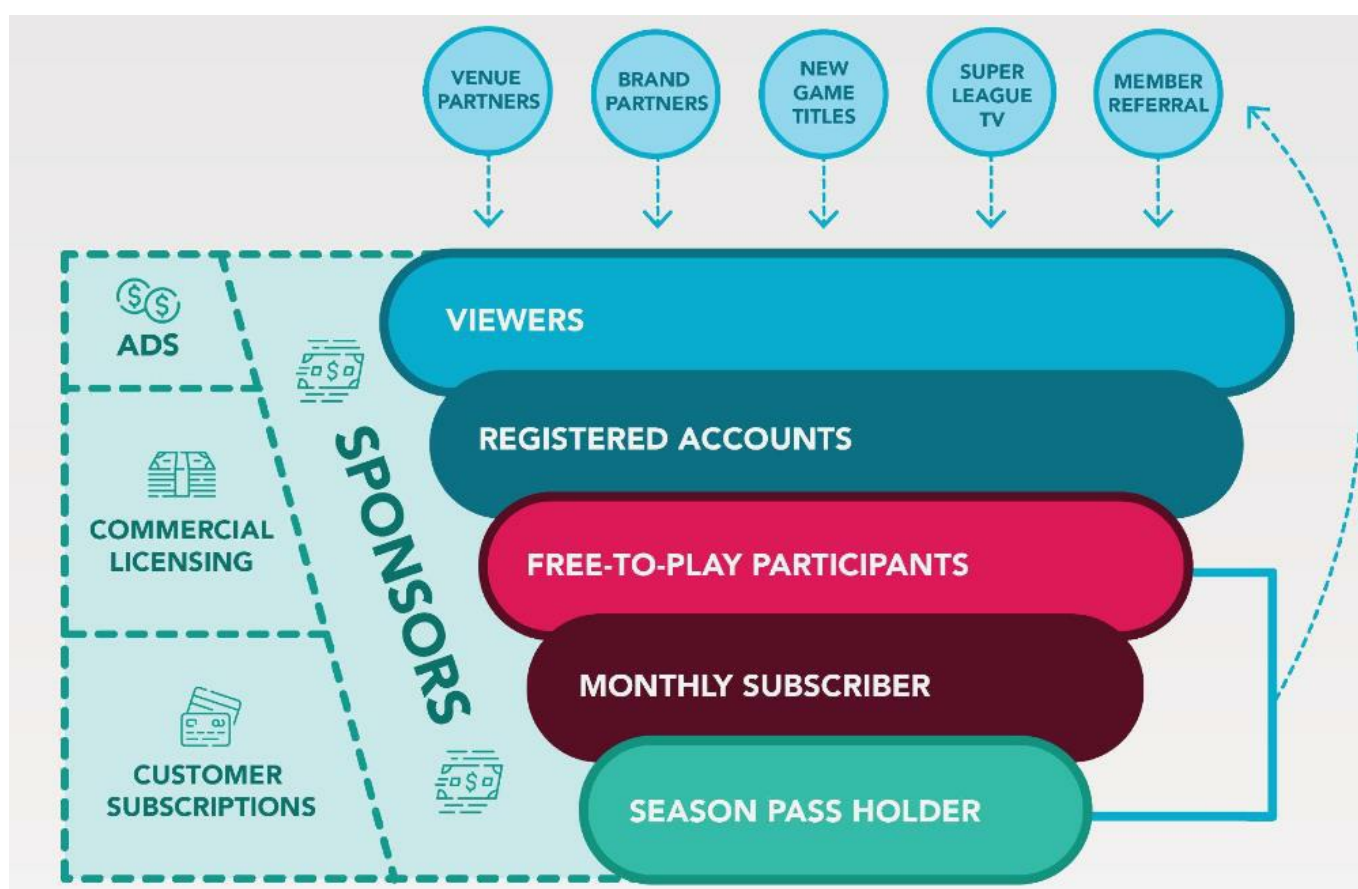 VENUE
PARTNERS
BRAND
PARTNERS
NEW
GAME
TITLES
SUPER
LEAGUE
TV
MEMBER
REFERRAL
$ $
ADS
$
SPONSORS
$
COMMERCIAL
LICENSING
CUSTOMER
SUBSCRIPTIONS
VIEWERS
REGISTERED ACCOUNTS
FREE-TO-PLAY PARTICIPANTS
MONTHLY SUBSCRIBER
SEASON PASS HOLDER